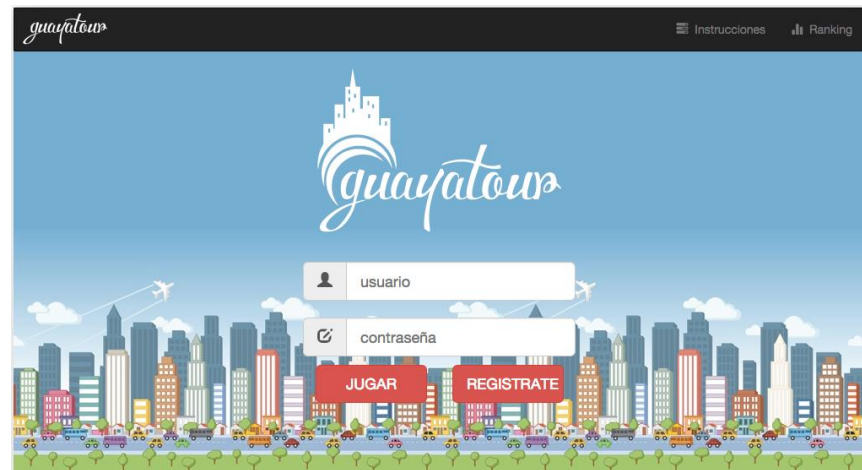 guayatour Instrucciones Ranking
guayatour
usuario
contraseña
JUGAR REGISTRATE